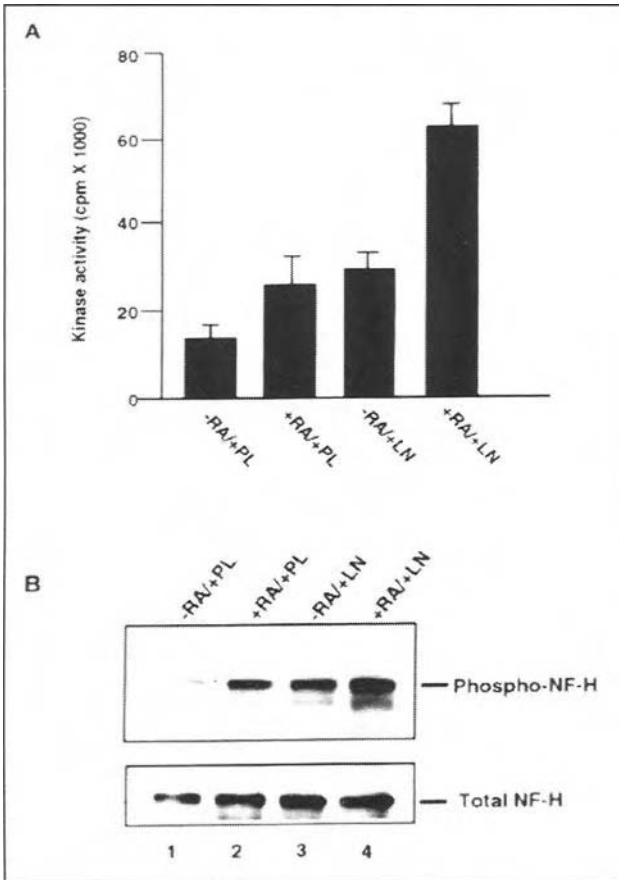 A
Kinase activity (cpm X 1000)
80
60
40
20
0
-RA/+PL
+RA/+PL
-RA/+LN
+RA/+LN
B
-RA/+PL
+RA/+PL
-RA/+LN
+RA/+LN
Phospho-NF-H
Total NF-H
1 2 3 4